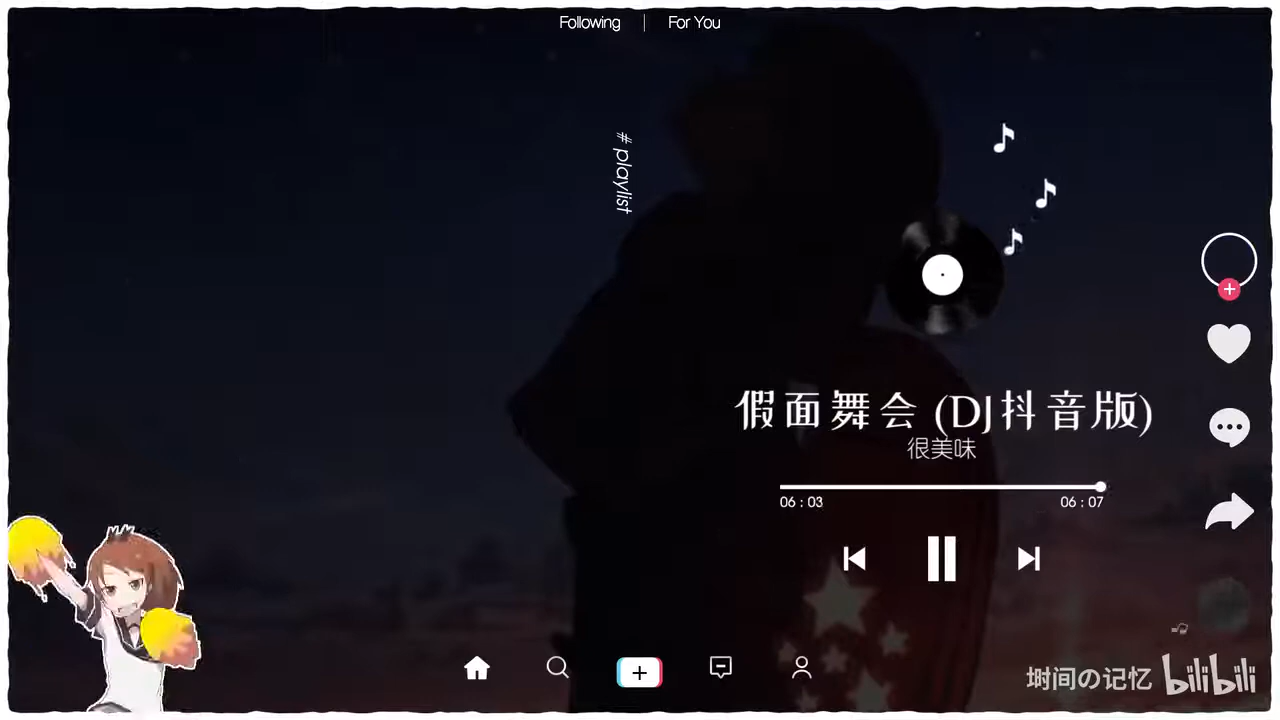 Following | For You
# playlist
假面舞会 (DJ抖音版)
很美味
06 : 03
06 : 07
埘间の记忆 bilibili